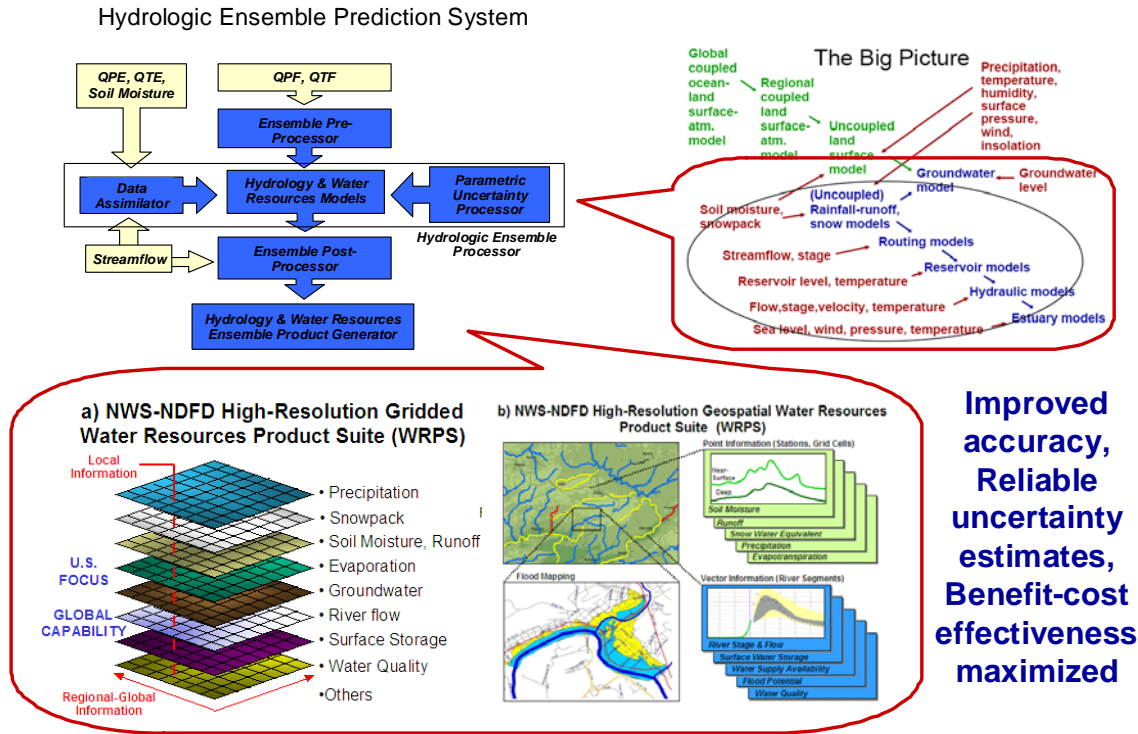 Hydrologic Ensemble Prediction System
QPE, QTE,
Soil Moisture
QPF, QTF
Ensemble Pre-
Processor
Data
Assimilator
Hydrology & Water
Resources Models
Parametric
Uncertainty
Processor
Hydrologic Ensemble
Processor
Streamflow
Ensemble Post-
Processor
Hydrology & Water Resources
Ensemble Product Generator
The Big Picture
Global
coupled
ocean-
land
surface-
atm.
model
Regional
coupled
land
surface-
atm.
model
Uncoupled
land
surface
model
Precipitation,
temperature,
humidity,
surface
pressure,
wind,
insolation
Groundwater
model
Groundwater
level
Soil moisture,
snowpack
(Uncoupled)
Rainfall-runoff,
snow models
Streamflow, stage
Routing models
Reservoir level, temperature
Reservoir models
Flow,stage,velocity, temperature
Hydraulic models
Sea level, wind, pressure, temperature
Estuary models
a) NWS-NDFD High-Resolution Gridded
Water Resources Product Suite (WRPS)
Local
Information
• Precipitation
• Snowpack
• Soil Moisture, Runoff
• Evaporation
• Groundwater
• River flow
• Surface Storage
• Water Quality
•Others
U.S.
FOCUS
GLOBAL
CAPABILITY
Regional-Global
Information
b) NWS-NDFD High-Resolution Geospatial Water Resources
Product Suite (WRPS)
Point Information (Stations, Grid Cells)
Near-
Surface
Deep
Soil Moisture
Runoff
Snow Water Equivalent
Precipitation
Evapotranspiration
Flood Mapping
Vector Information (River Segments)
River Stage & Flow
Surface Water Storage
Water Supply Availability
Flood Potential
Water Quality
Improved
accuracy,
Reliable
uncertainty
estimates,
Benefit-cost
effectiveness
maximized